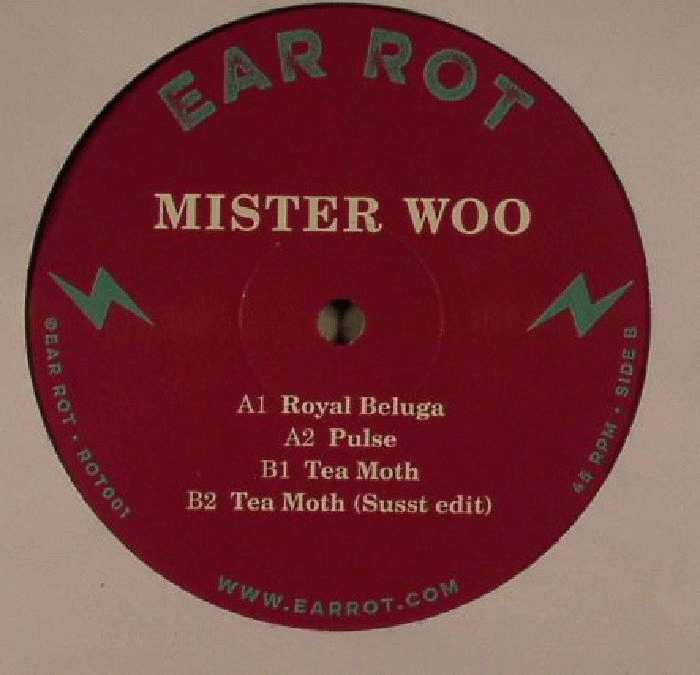 EAR ROT
MISTER WOO
A1 Royal Beluga
A2 Pulse
B1 Tea Moth
B2 Tea Moth (Susst edit)
©EAR ROT • ROT001
45 RPM • SIDE B
WWW.EARROT.COM